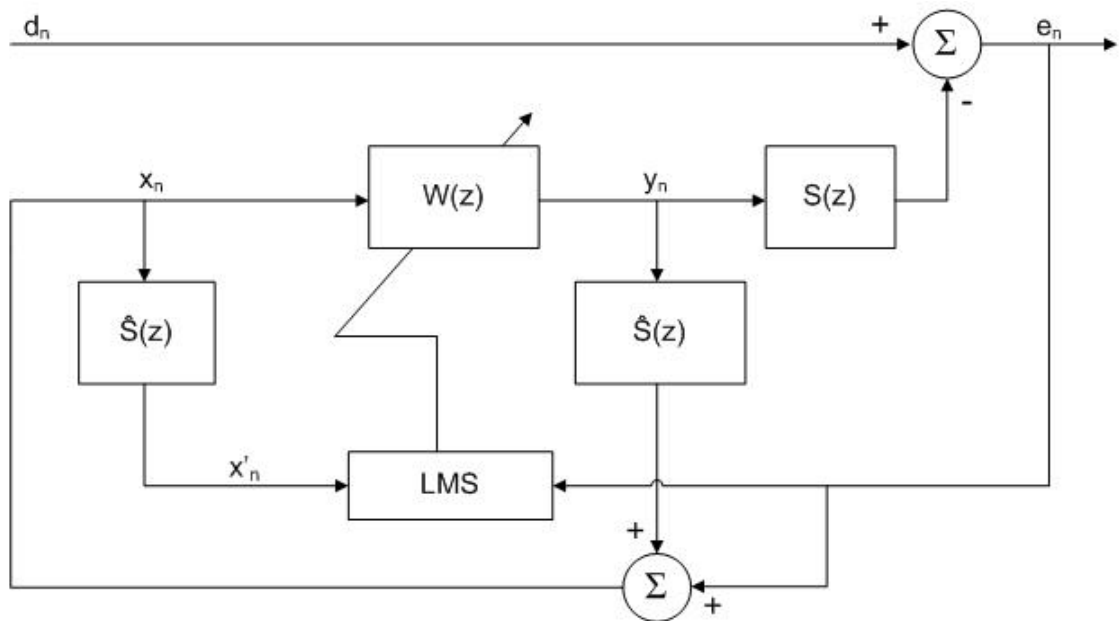 dₙ
+
Σ
eₙ
-
xₙ
W(z)
yₙ
S(z)
Ŝ(z)
Ŝ(z)
x'ₙ
LMS
+
Σ
+